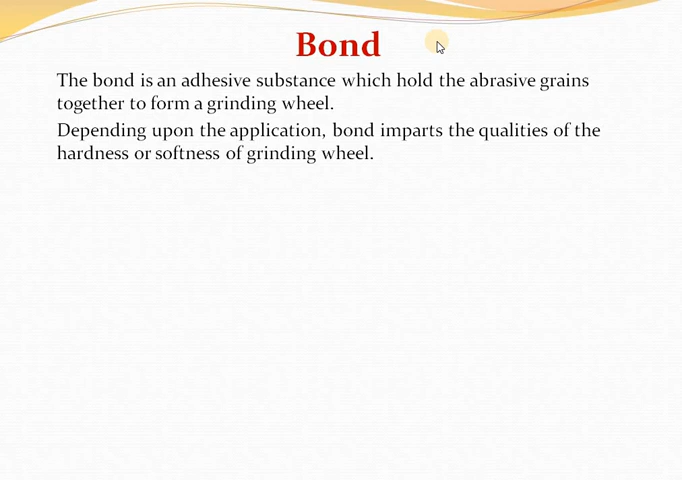 Bond
The bond is an adhesive substance which hold the abrasive grains
together to form a grinding wheel.
Depending upon the application, bond imparts the qualities of the
hardness or softness of grinding wheel.